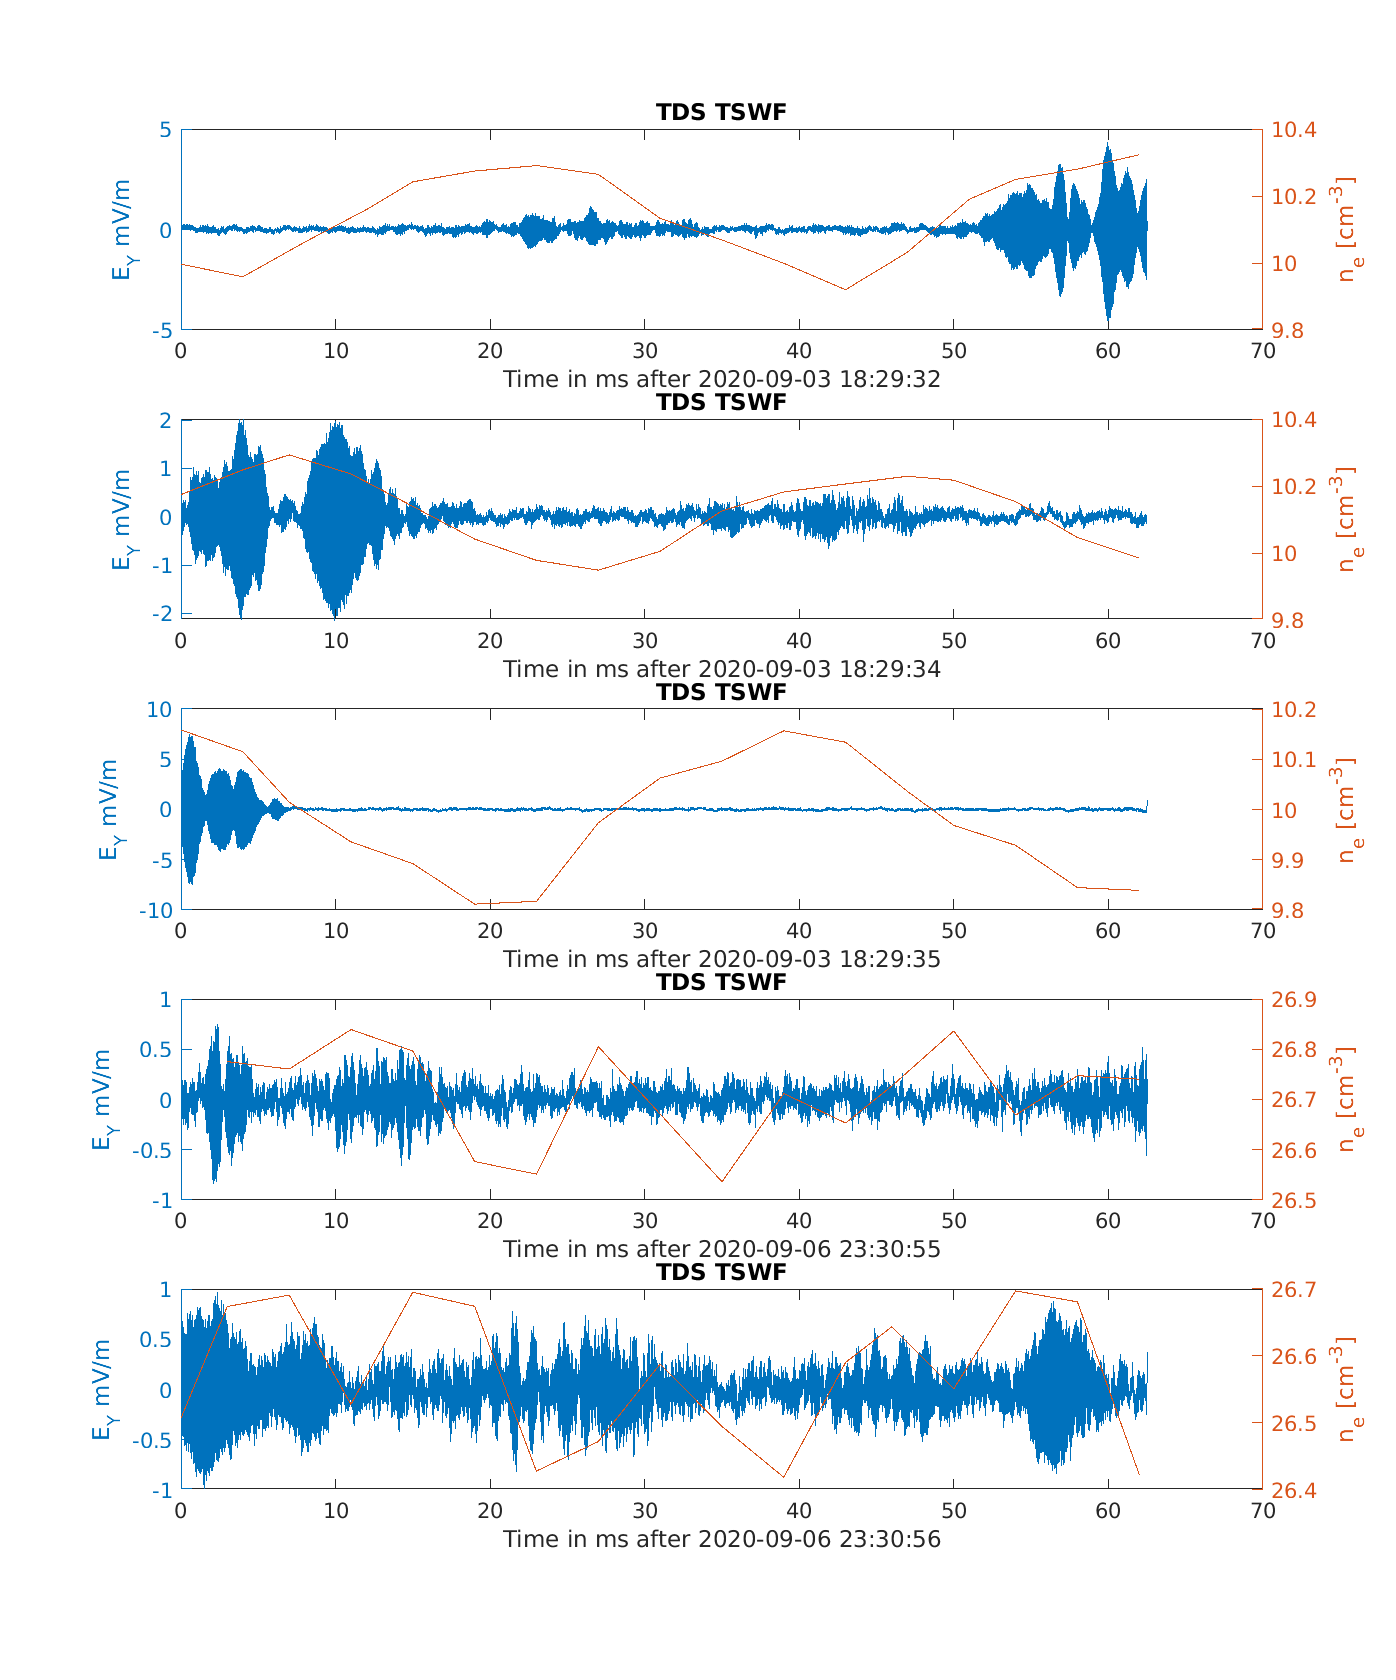 TDS TSWF
5
0
-5
E_Y mV/m
10.4
10.2
10
9.8
n_e [cm^-3]
0 10 20 30 40 50 60 70
Time in ms after 2020-09-03 18:29:32
TDS TSWF
2
1
0
-1
-2
E_Y mV/m
10.4
10.2
10
9.8
n_e [cm^-3]
0 10 20 30 40 50 60 70
Time in ms after 2020-09-03 18:29:34
TDS TSWF
10
5
0
-5
-10
E_Y mV/m
10.2
10.1
10
9.9
9.8
n_e [cm^-3]
0 10 20 30 40 50 60 70
Time in ms after 2020-09-03 18:29:35
TDS TSWF
1
0.5
0
-0.5
-1
E_Y mV/m
26.9
26.8
26.7
26.6
26.5
n_e [cm^-3]
0 10 20 30 40 50 60 70
Time in ms after 2020-09-06 23:30:55
TDS TSWF
1
0.5
0
-0.5
-1
E_Y mV/m
26.7
26.6
26.5
26.4
n_e [cm^-3]
0 10 20 30 40 50 60 70
Time in ms after 2020-09-06 23:30:56